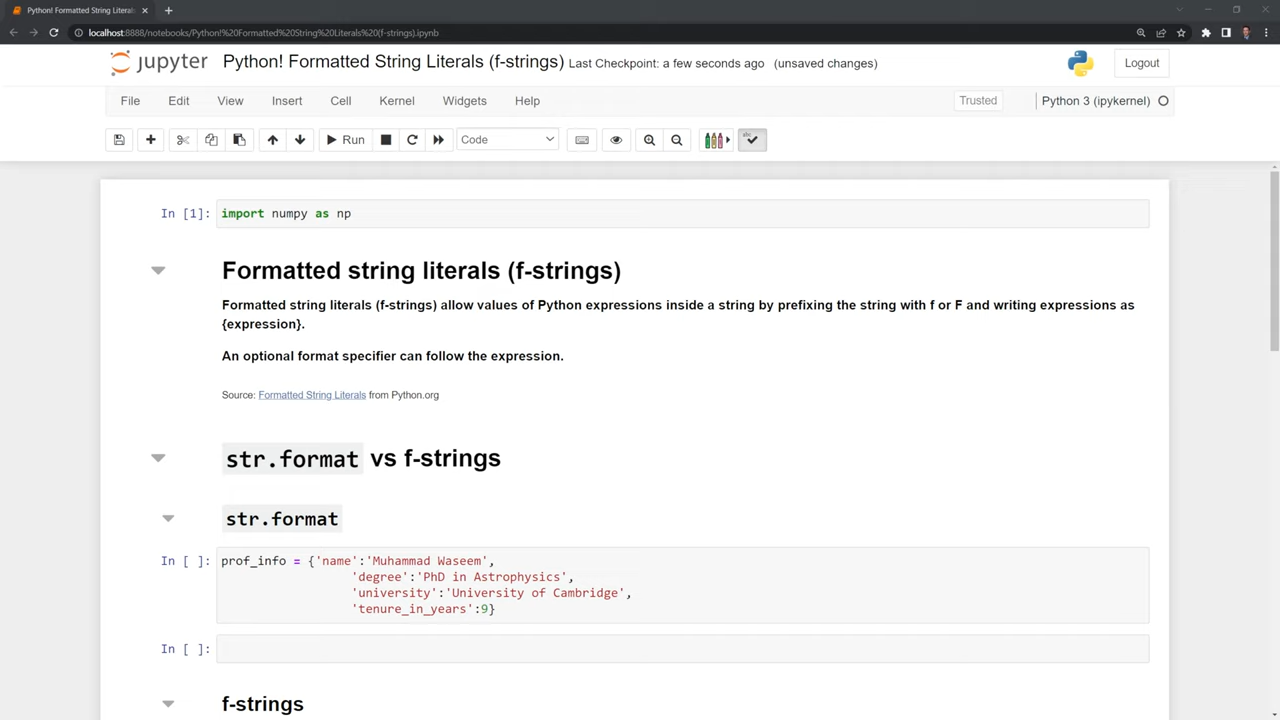 Python! Formatted String Literals
localhost:8888/notebooks/Python!%20Formatted%20String%20Literals%20(f-strings).ipynb
jupyter Python! Formatted String Literals (f-strings) Last Checkpoint: a few seconds ago (unsaved changes) Logout
File Edit View Insert Cell Kernel Widgets Help Trusted Python 3 (ipykernel)
Run Code abc
In [1]: import numpy as np
Formatted string literals (f-strings)
Formatted string literals (f-strings) allow values of Python expressions inside a string by prefixing the string with f or F and writing expressions as
{expression}.
An optional format specifier can follow the expression.
Source: Formatted String Literals from Python.org
str.format vs f-strings
str.format
In [ ]: prof_info = {'name':'Muhammad Waseem',
'degree':'PhD in Astrophysics',
'university':'University of Cambridge',
'tenure_in_years':9}
In [ ]:
f-strings